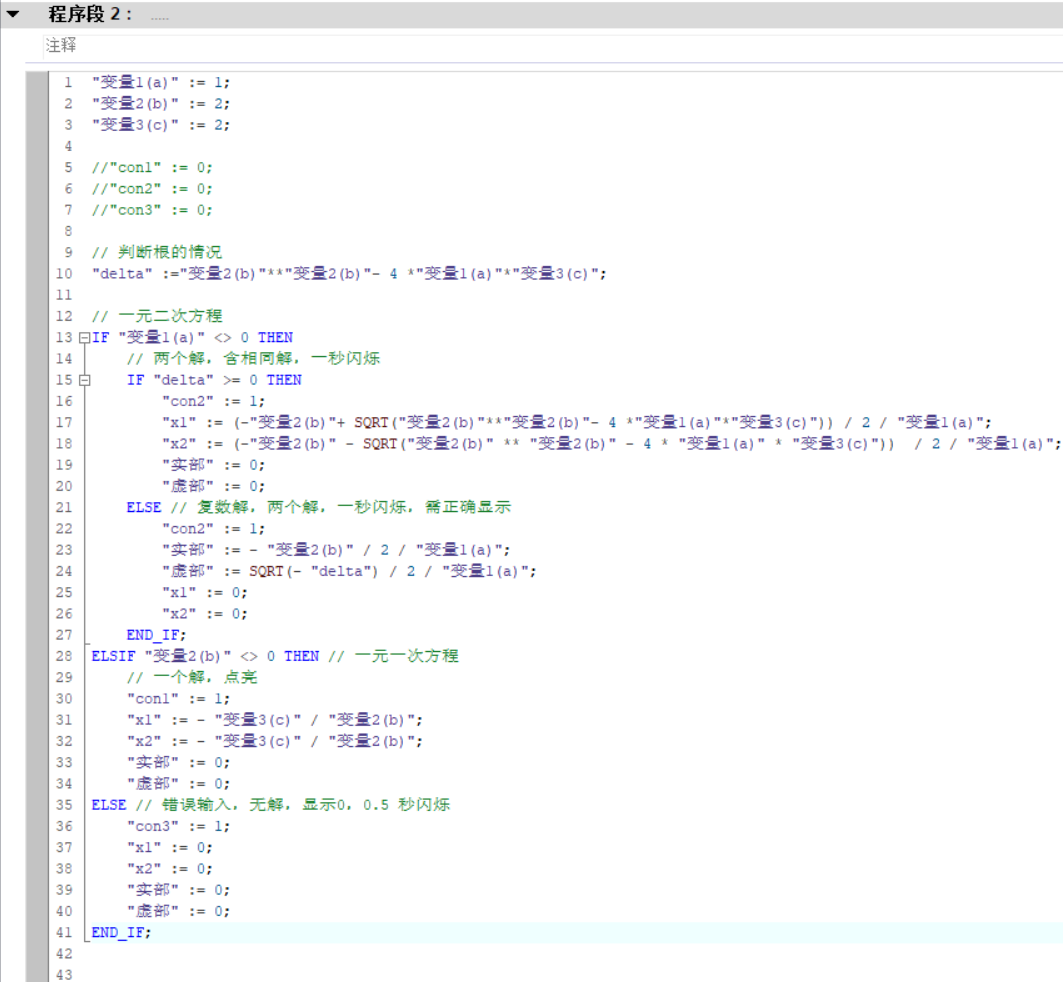 程序段 2： .....
注释
1 "变量1(a)" := 1;
2 "变量2(b)" := 2;
3 "变量3(c)" := 2;
4
5 //"con1" := 0;
6 //"con2" := 0;
7 //"con3" := 0;
8
9 // 判断根的情况
10 "delta" :="变量2(b)"**"变量2(b)"- 4 *"变量1(a)"*"变量3(c)";
11
12 // 一元二次方程
13 IF "变量1(a)" <> 0 THEN
14 // 两个解，含相同解，一秒闪烁
15 IF "delta" >= 0 THEN
16 "con2" := 1;
17 "x1" := (-"变量2(b)"+ SQRT("变量2(b)"**"变量2(b)"- 4 *"变量1(a)"*"变量3(c)")) / 2 / "变量1(a)";
18 "x2" := (-"变量2(b)" - SQRT("变量2(b)" ** "变量2(b)" - 4 * "变量1(a)" * "变量3(c)")) / 2 / "变量1(a)";
19 "实部" := 0;
20 "虚部" := 0;
21 ELSE // 复数解，两个解，一秒闪烁，需正确显示
22 "con2" := 1;
23 "实部" := - "变量2(b)" / 2 / "变量1(a)";
24 "虚部" := SQRT(- "delta") / 2 / "变量1(a)";
25 "x1" := 0;
26 "x2" := 0;
27 END_IF;
28 ELSIF "变量2(b)" <> 0 THEN // 一元一次方程
29 // 一个解，点亮
30 "con1" := 1;
31 "x1" := - "变量3(c)" / "变量2(b)";
32 "x2" := - "变量3(c)" / "变量2(b)";
33 "实部" := 0;
34 "虚部" := 0;
35 ELSE // 错误输入，无解，显示0，0.5 秒闪烁
36 "con3" := 1;
37 "x1" := 0;
38 "x2" := 0;
39 "实部" := 0;
40 "虚部" := 0;
41 END_IF;
42
43